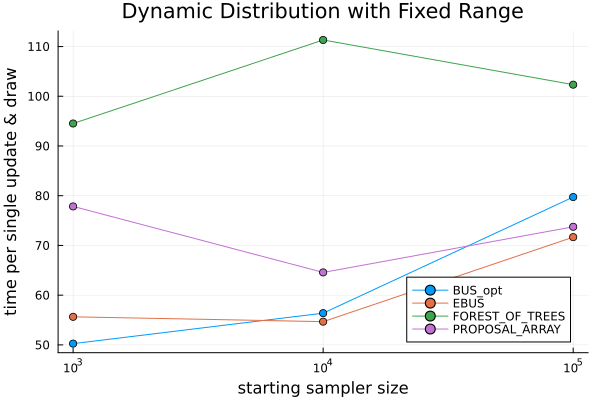 Dynamic Distribution with Fixed Range
time per single update & draw
110
100
90
80
70
60
50
10³
10⁴
10⁵
starting sampler size
BUS_opt
EBUS
FOREST_OF_TREES
PROPOSAL_ARRAY